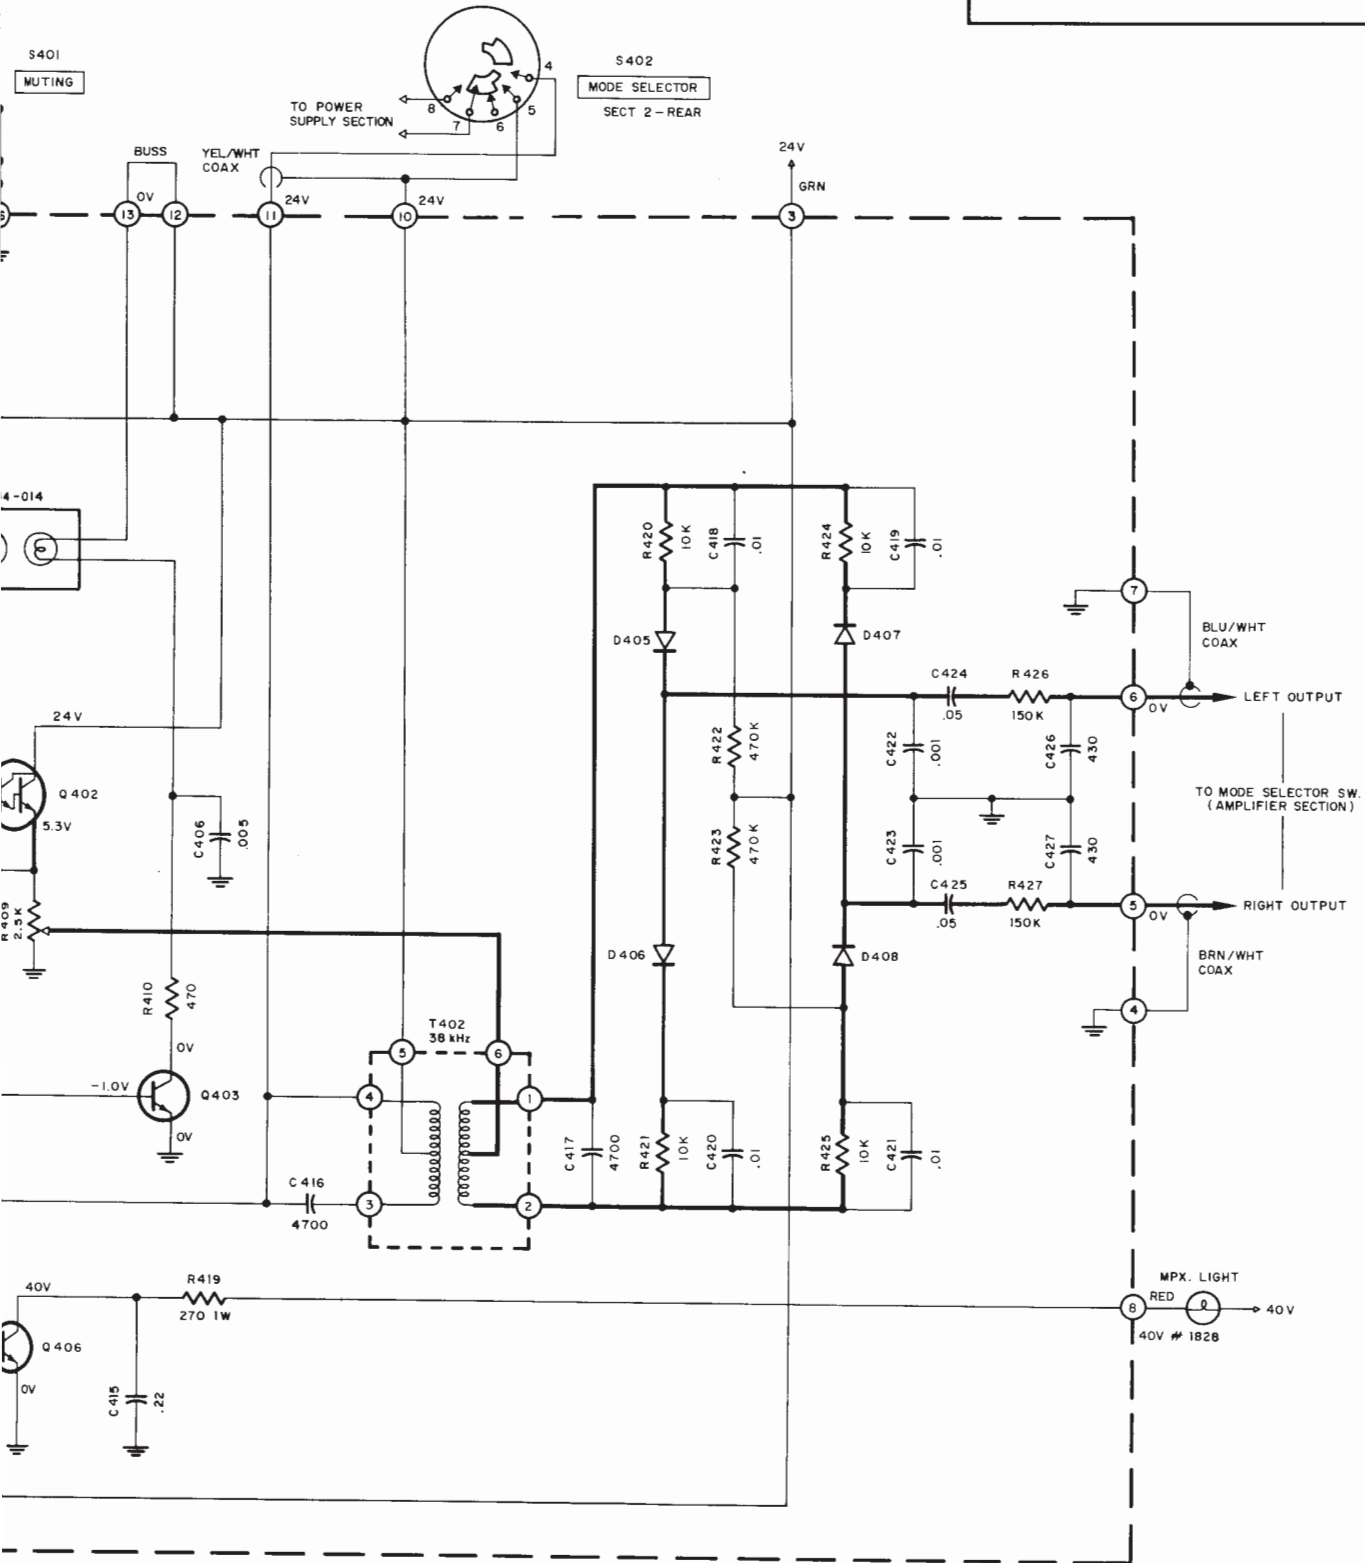 S401
MUTING
S402
MODE SELECTOR
SECT 2-REAR
4
5
6
7
8
TO POWER
SUPPLY SECTION
BUSS
YEL/WHT
COAX
24V
GRN
0V
24V
24V
13
12
11
10
3
4-014
R420
10K
C418
.01
R424
10K
C419
.01
D405
D407
7
BLU/WHT
COAX
C424
.05
R426
150K
6
0V
LEFT OUTPUT
24V
Q402
5.3V
C406
.005
R422
470K
C422
.001
C426
430
TO MODE SELECTOR SW.
(AMPLIFIER SECTION)
R423
470K
C423
.001
C427
430
C425
.05
R427
150K
5
0V
RIGHT OUTPUT
R409
2.5K
D406
D408
BRN/WHT
COAX
4
R410
470
0V
T402
38 kHz
5
6
-1.0V
Q403
0V
4
1
3
2
C416
4700
C417
4700
R421
10K
C420
.01
R425
10K
C421
.01
40V
R419
270 1W
Q406
0V
C415
.22
MPX. LIGHT
8
RED
40V
40V # 1828